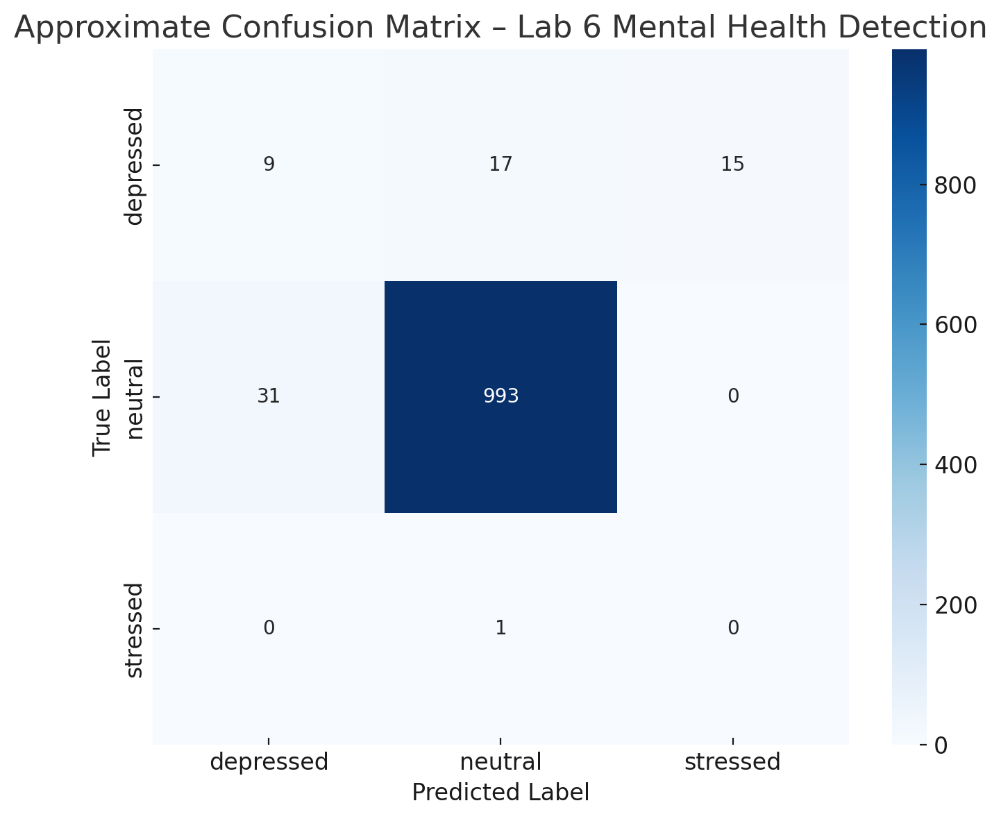 Approximate Confusion Matrix – Lab 6 Mental Health Detection
True Label
depressed
9 17 15
neutral
31 993 0
stressed
0 1 0
depressed neutral stressed
Predicted Label
800
600
400
200
0